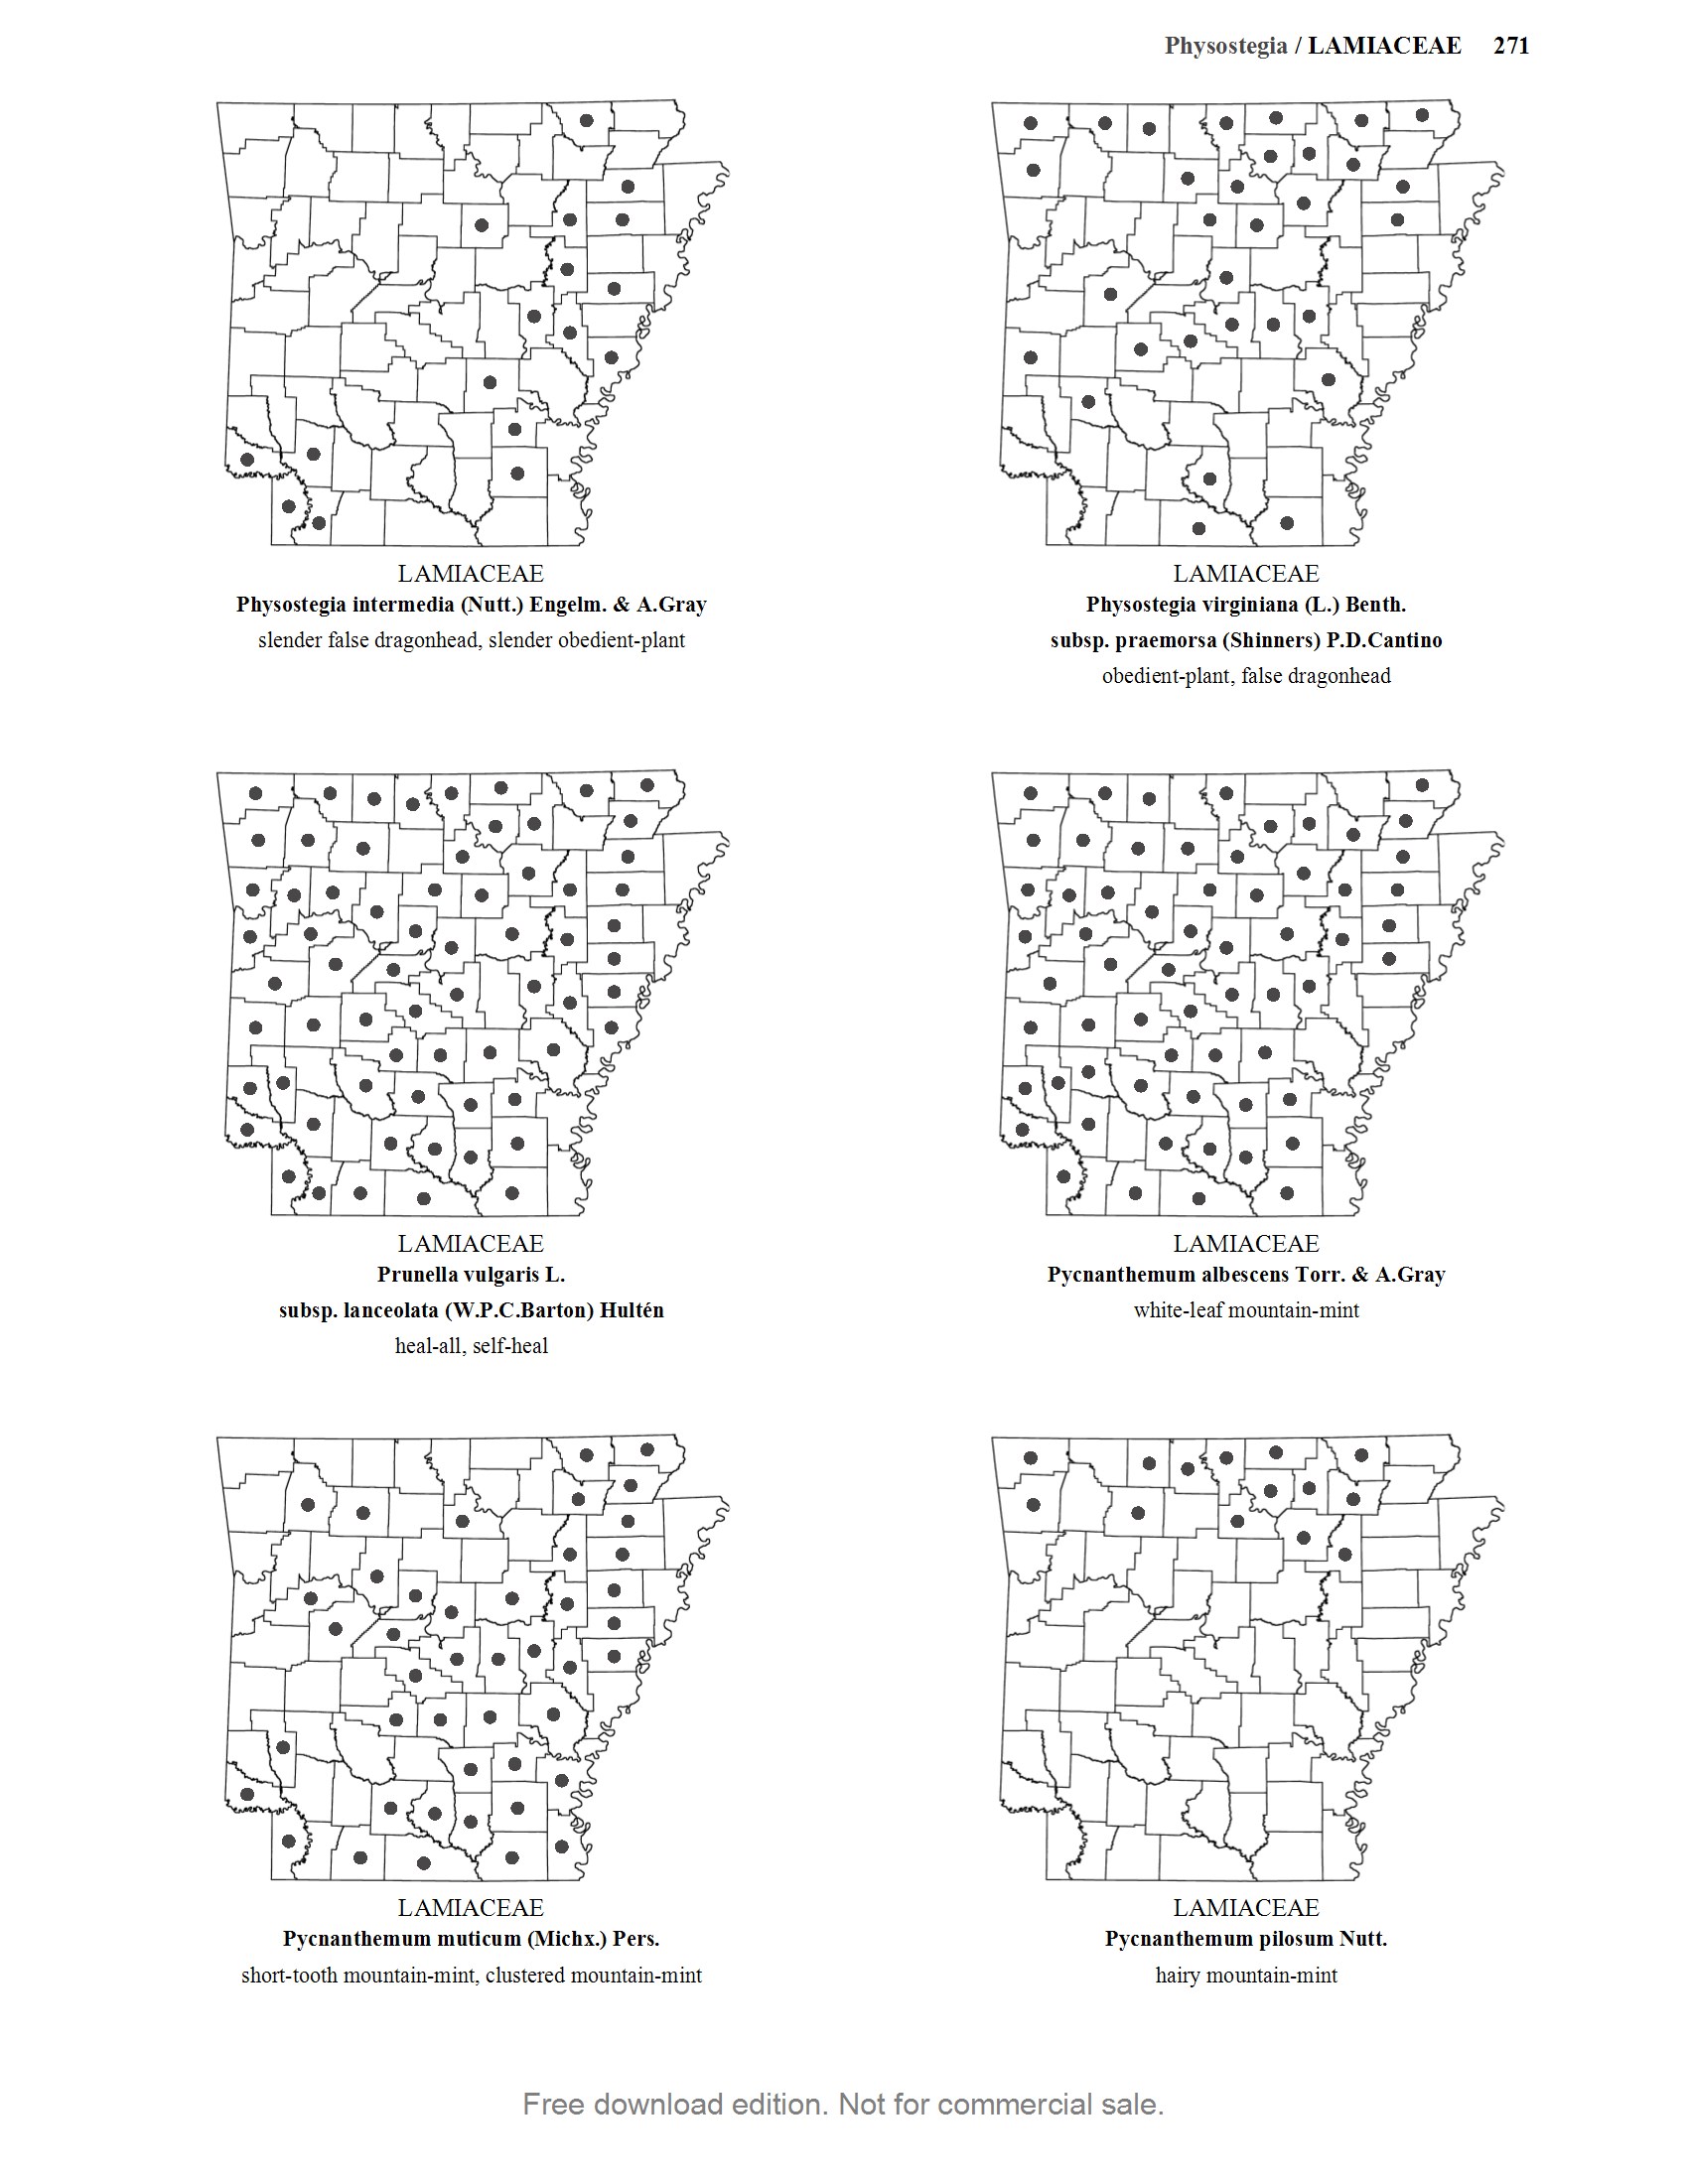 Physostegia / LAMIACEAE 271
LAMIACEAE
Physostegia intermedia (Nutt.) Engelm. & A.Gray
slender false dragonhead, slender obedient-plant
LAMIACEAE
Physostegia virginiana (L.) Benth.
subsp. praemorsa (Shinners) P.D.Cantino
obedient-plant, false dragonhead
LAMIACEAE
Prunella vulgaris L.
subsp. lanceolata (W.P.C.Barton) Hultén
heal-all, self-heal
LAMIACEAE
Pycnanthemum albescens Torr. & A.Gray
white-leaf mountain-mint
LAMIACEAE
Pycnanthemum muticum (Michx.) Pers.
short-tooth mountain-mint, clustered mountain-mint
LAMIACEAE
Pycnanthemum pilosum Nutt.
hairy mountain-mint
Free download edition. Not for commercial sale.